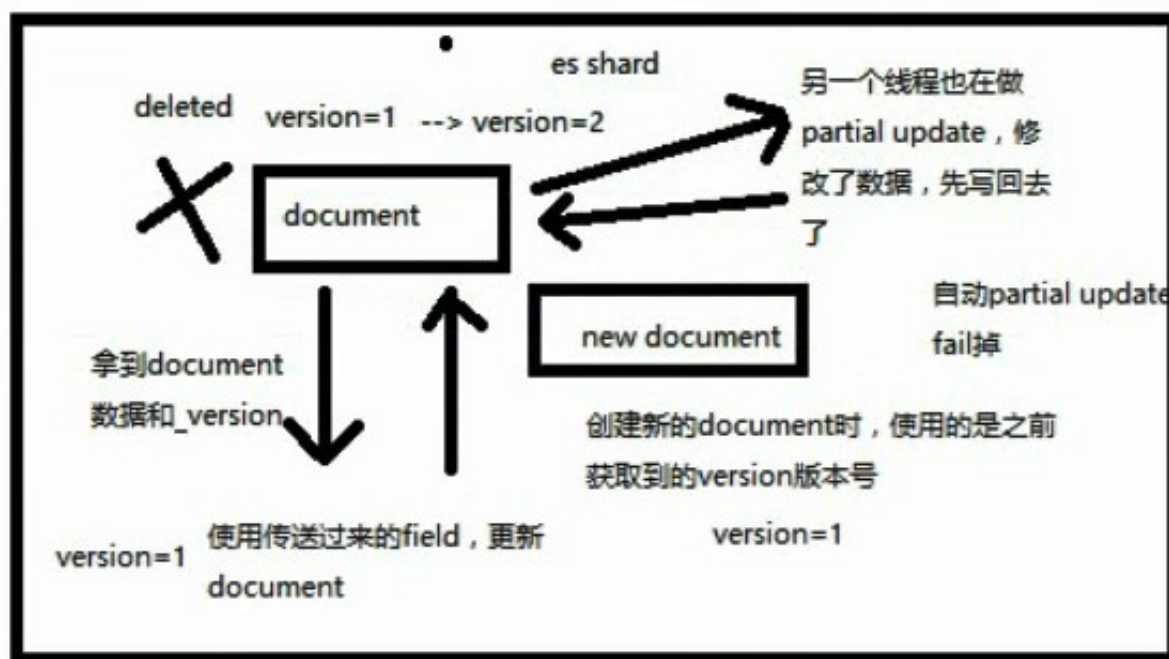 es shard
deleted
version=1 --> version=2
另一个线程也在做
partial update，修
改了数据，先写回去
了
document
new document
自动partial update
fail掉
拿到document
数据和_version
创建新的document时，使用的是之前
获取到的version版本号
version=1
version=1
使用传送过来的field，更新
document